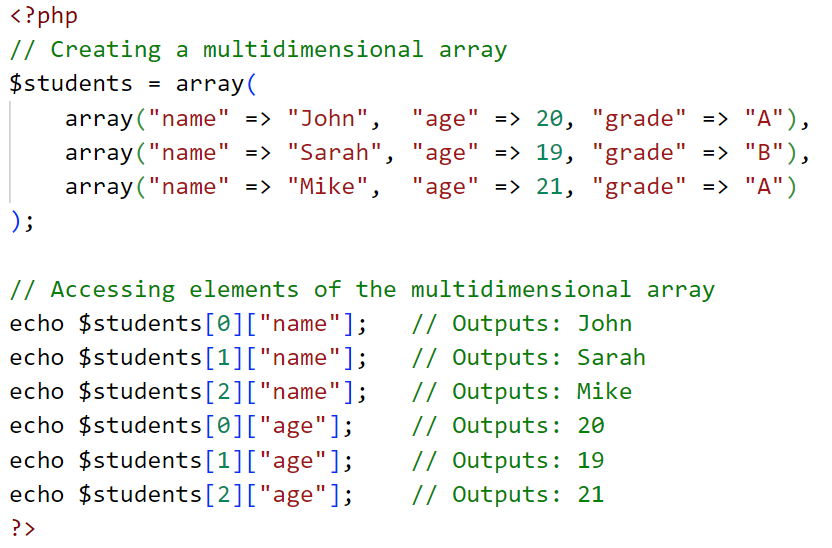 <?php
// Creating a multidimensional array
$students = array(
    array("name" => "John",  "age" => 20, "grade" => "A"),
    array("name" => "Sarah", "age" => 19, "grade" => "B"),
    array("name" => "Mike",  "age" => 21, "grade" => "A")
);

// Accessing elements of the multidimensional array
echo $students[0]["name"];   // Outputs: John
echo $students[1]["name"];   // Outputs: Sarah
echo $students[2]["name"];   // Outputs: Mike
echo $students[0]["age"];    // Outputs: 20
echo $students[1]["age"];    // Outputs: 19
echo $students[2]["age"];    // Outputs: 21
?>